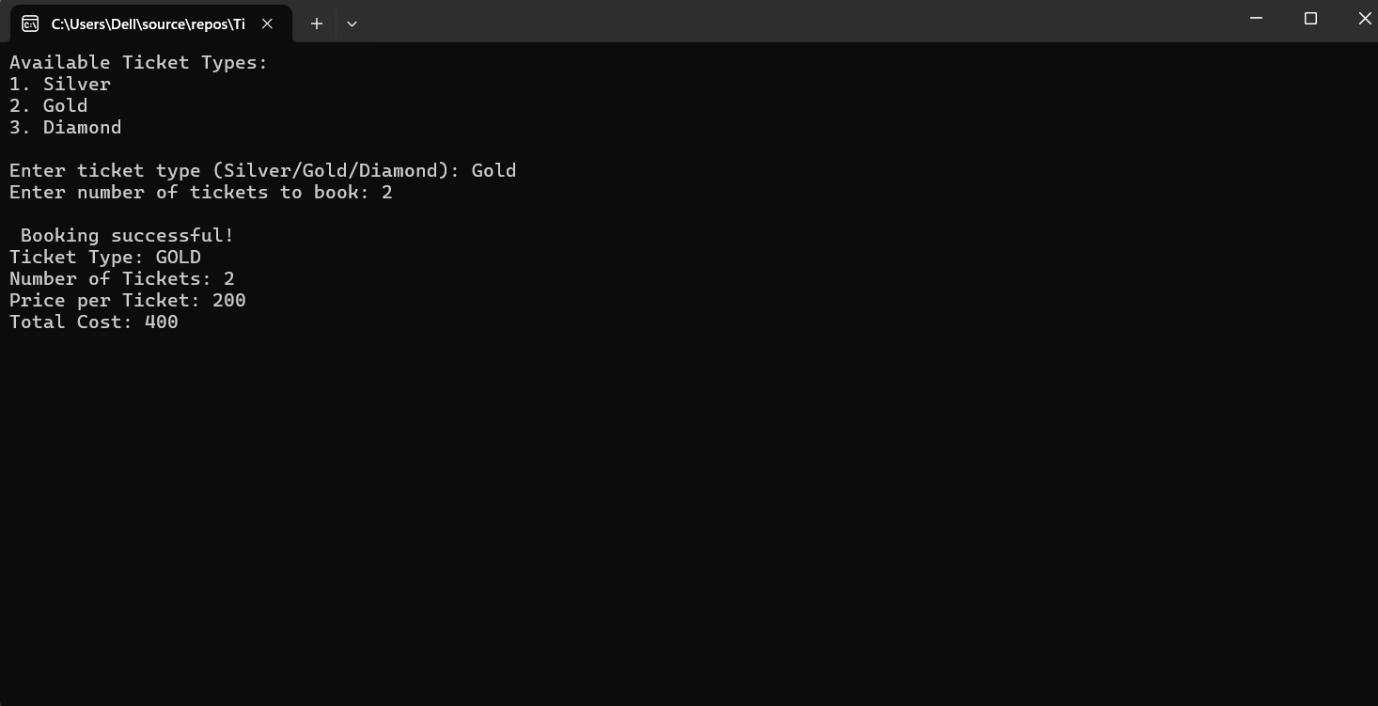 C:\Users\Dell\source\repos\Ti
Available Ticket Types:
1. Silver
2. Gold
3. Diamond
Enter ticket type (Silver/Gold/Diamond): Gold
Enter number of tickets to book: 2
Booking successful!
Ticket Type: GOLD
Number of Tickets: 2
Price per Ticket: 200
Total Cost: 400